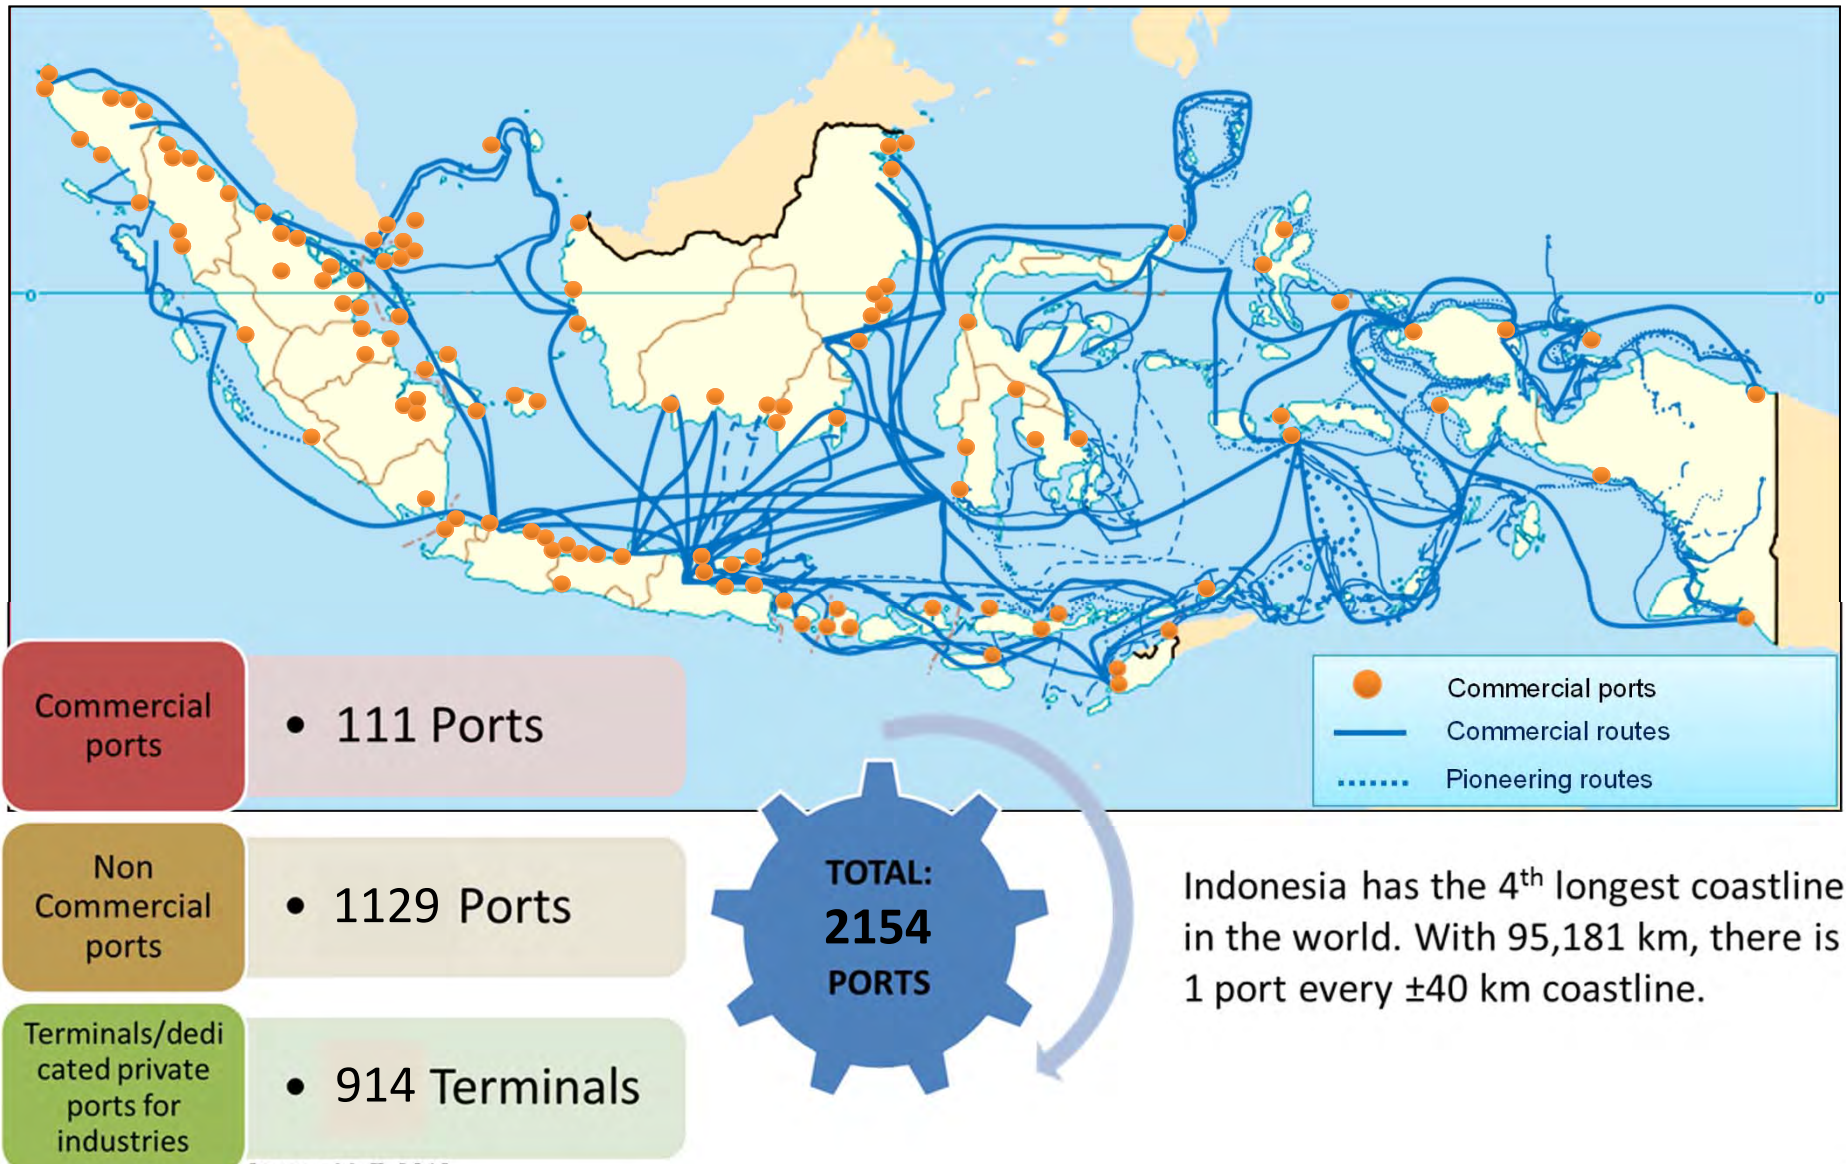 0
0
Commercial ports
Commercial routes
Pioneering routes
Commercial
ports
• 111 Ports
Non
Commercial
ports
• 1129 Ports
Terminals/dedi
cated private
ports for
industries
• 914 Terminals
TOTAL:
2154
PORTS
Indonesia has the 4th longest coastline
in the world. With 95,181 km, there is
1 port every ±40 km coastline.